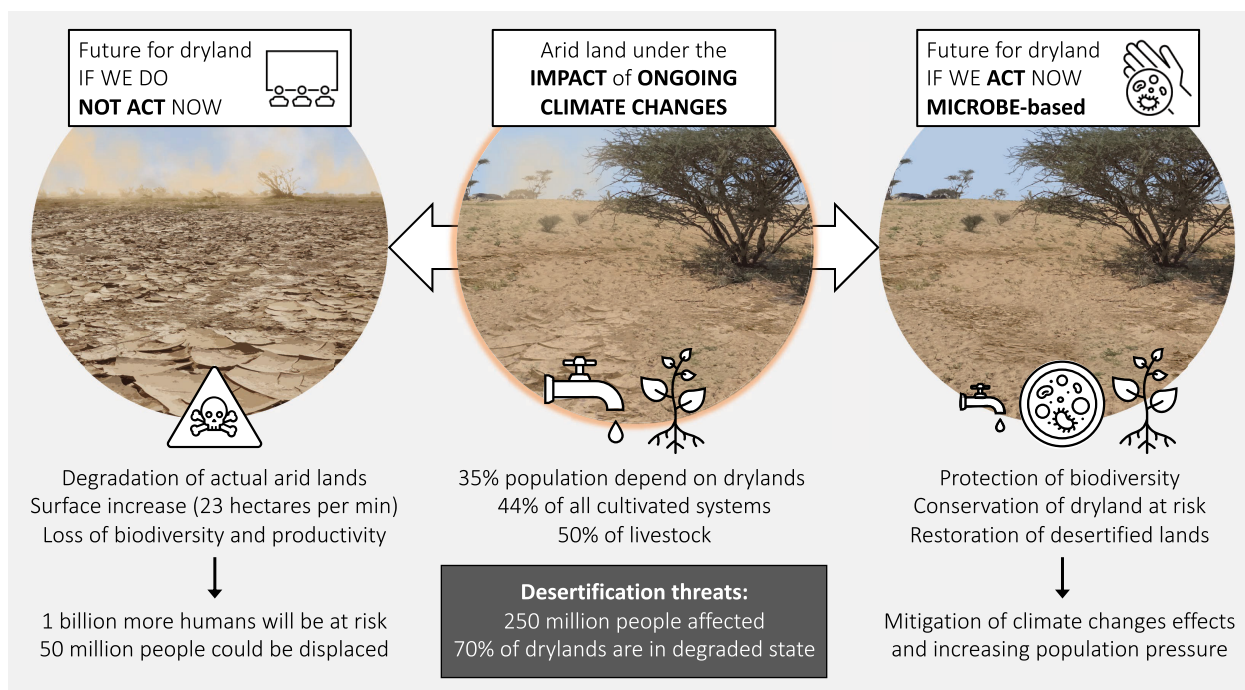 Future for dryland
IF WE DO
NOT ACT NOW
Degradation of actual arid lands
Surface increase (23 hectares per min)
Loss of biodiversity and productivity
1 billion more humans will be at risk
50 million people could be displaced
Arid land under the
IMPACT of ONGOING
CLIMATE CHANGES
35% population depend on drylands
44% of all cultivated systems
50% of livestock
Desertification threats:
250 million people affected
70% of drylands are in degraded state
Future for dryland
IF WE ACT NOW
MICROBE-based
Protection of biodiversity
Conservation of dryland at risk
Restoration of desertified lands
Mitigation of climate changes effects
and increasing population pressure